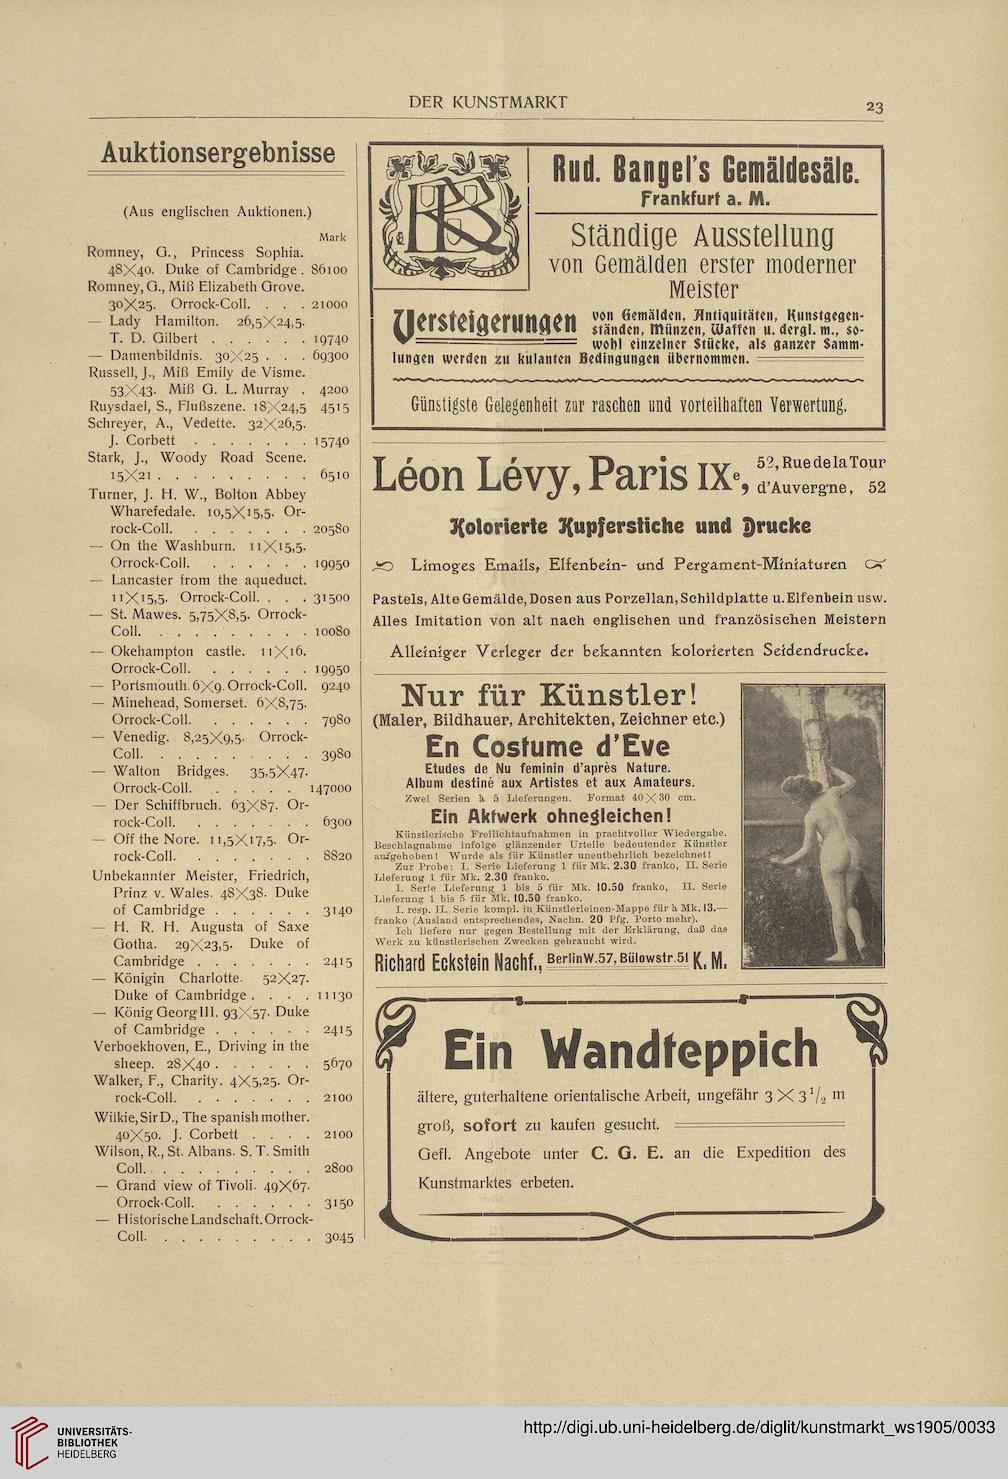 DER KUNSTMARKT
23
Auktionsergebnisse
(Aus englischen Auktionen.)
Mark
Romney, G., Princess Sophia.
48×40. Duke of Cambridge . 86100
Romney, G., Miß Elizabeth Grove.
30×25. Orrock-Coll. . . . 21000
— Lady Hamilton. 26,5×24,5.
T. D. Gilbert . . . . . . 19740
— Damenbildnis. 30×25 . . . 69300
Russell, J., Miß Emily de Visme.
53×43. Miß G. L. Murray . 4200
Ruysdael, S., Flußszene. 18×24,5 4515
Schreyer, A., Vedette. 32×26,5.
J. Corbett . . . . . . . 15740
Stark, J., Woody Road Scene.
15×21 . . . . . . . . . 6510
Turner, J. H. W., Bolton Abbey
Wharefedale. 10,5×15,5. Or-
rock-Coll. . . . . . . . 20580
— On the Washburn. 11×15,5.
Orrock-Coll. . . . . . . 19950
— Lancaster from the aqueduct.
11×15,5. Orrock-Coll. . . . 31500
— St. Mawes. 5,75×8,5. Orrock-
Coll. . . . . . . . . . 10080
— Okehampton castle. 11×16.
Orrock-Coll. . . . . . . 19950
— Portsmouth. 6×9. Orrock-Coll. 9240
— Minehead, Somerset. 6×8,75.
Orrock-Coll. . . . . . . 7980
— Venedig. 8,25×9,5. Orrock-
Coll. . . . . . . . . . 3980
— Walton Bridges. 35,5×47.
Orrock-Coll. . . . . . 147000
— Der Schiffbruch. 63×87. Or-
rock-Coll. . . . . . . . 6300
— Off the Nore. 11,5×17,5. Or-
rock-Coll. . . . . . . . 8820
Unbekannter Meister, Friedrich,
Prinz v. Wales. 48×38. Duke
of Cambridge . . . . . . 3140
— H. R. H. Augusta of Saxe
Gotha. 29×23,5. Duke of
Cambridge . . . . . . . 2415
— Königin Charlotte. 52×27.
Duke of Cambridge . . . . 11130
— König Georg III. 93×57. Duke
of Cambridge . . . . . . 2415
Verboekhoven, E., Driving in the
sheep. 28×40 . . . . . . 5670
Walker, F., Charity. 4×5,25. Or-
rock-Coll. . . . . . . . 2100
Wilkie, Sir D., The spanish mother.
40×50. J. Corbett . . . . 2100
Wilson, R., St. Albans. S. T. Smith
Coll. . . . . . . . . . 2800
— Grand view of Tivoli. 49×67.
Orrock-Coll. . . . . . . 3150
— Historische Landschaft. Orrock-
Coll. . . . . . . . . . 3045
RB
Rud. Bangel's Gemäldesäle.
Frankfurt a. M.
Ständige Ausstellung
von Gemälden erster moderner
Meister
Versteigerungen von Gemälden, Antiquitäten, Kunstgegen-
ständen, Münzen, Waffen u. dergl. m., so-
wohl einzelner Stücke, als ganzer Samm-
lungen werden zu kulanten Bedingungen übernommen.
Günstigste Gelegenheit zur raschen und vorteilhaften Verwertung.
Léon Lévy, Paris IXe, 52, Rue de la Tour
d'Auvergne, 52
Kolorierte Kupferstiche und Drucke
Limoges Emails, Elfenbein- und Pergament-Miniaturen
Pastels, Alte Gemälde, Dosen aus Porzellan, Schildplatte u. Elfenbein usw.
Alles Imitation von alt nach englischen und französischen Meistern
Alleiniger Verleger der bekannten kolorierten Seidendrucke.
Nur für Künstler!
(Maler, Bildhauer, Architekten, Zeichner etc.)
En Costume d'Eve
Etudes de Nu feminin d'après Nature.
Album destiné aux Artistes et aux Amateurs.
Zwei Serien à 5 Lieferungen. Format 40×30 cm.
Ein Aktwerk ohnegleichen!
Künstlerische Freilichtaufnahmen in prachtvoller Wiedergabe.
Beschlagnahme infolge glänzender Urteile bedeutender Künstler
aufgehoben! Wurde als für Künstler unentbehrlich bezeichnet!
Zur Probe: I. Serie Lieferung 1 für Mk. 2.30 franko, II. Serie
Lieferung 1 für Mk. 2.30 franko.
I. Serie Lieferung 1 bis 5 für Mk. 10.50 franko, II. Serie
Lieferung 1 bis 5 für Mk. 10.50 franko.
I. resp. II. Serie kompl. in Künstlerleinen-Mappe für à Mk. 13.—
franko (Ausland entsprechendes, Nachn. 20 Pfg. Porto mehr).
Ich liefere nur gegen Bestellung mit der Erklärung, daß das
Werk zu künstlerischen Zwecken gebraucht wird.
Richard Eckstein Nachf., Berlin W. 57, Bülowstr. 51 K. M.
Ein Wandteppich
ältere, guterhaltene orientalische Arbeit, ungefähr 3×3 1/2 m
groß, sofort zu kaufen gesucht.
Gefl. Angebote unter C. G. E. an die Expedition des
Kunstmarktes erbeten.
UNIVERSITÄTS-
BIBLIOTHEK
HEIDELBERG
http://digi.ub.uni-heidelberg.de/diglit/kunstmarkt_ws1905/0033